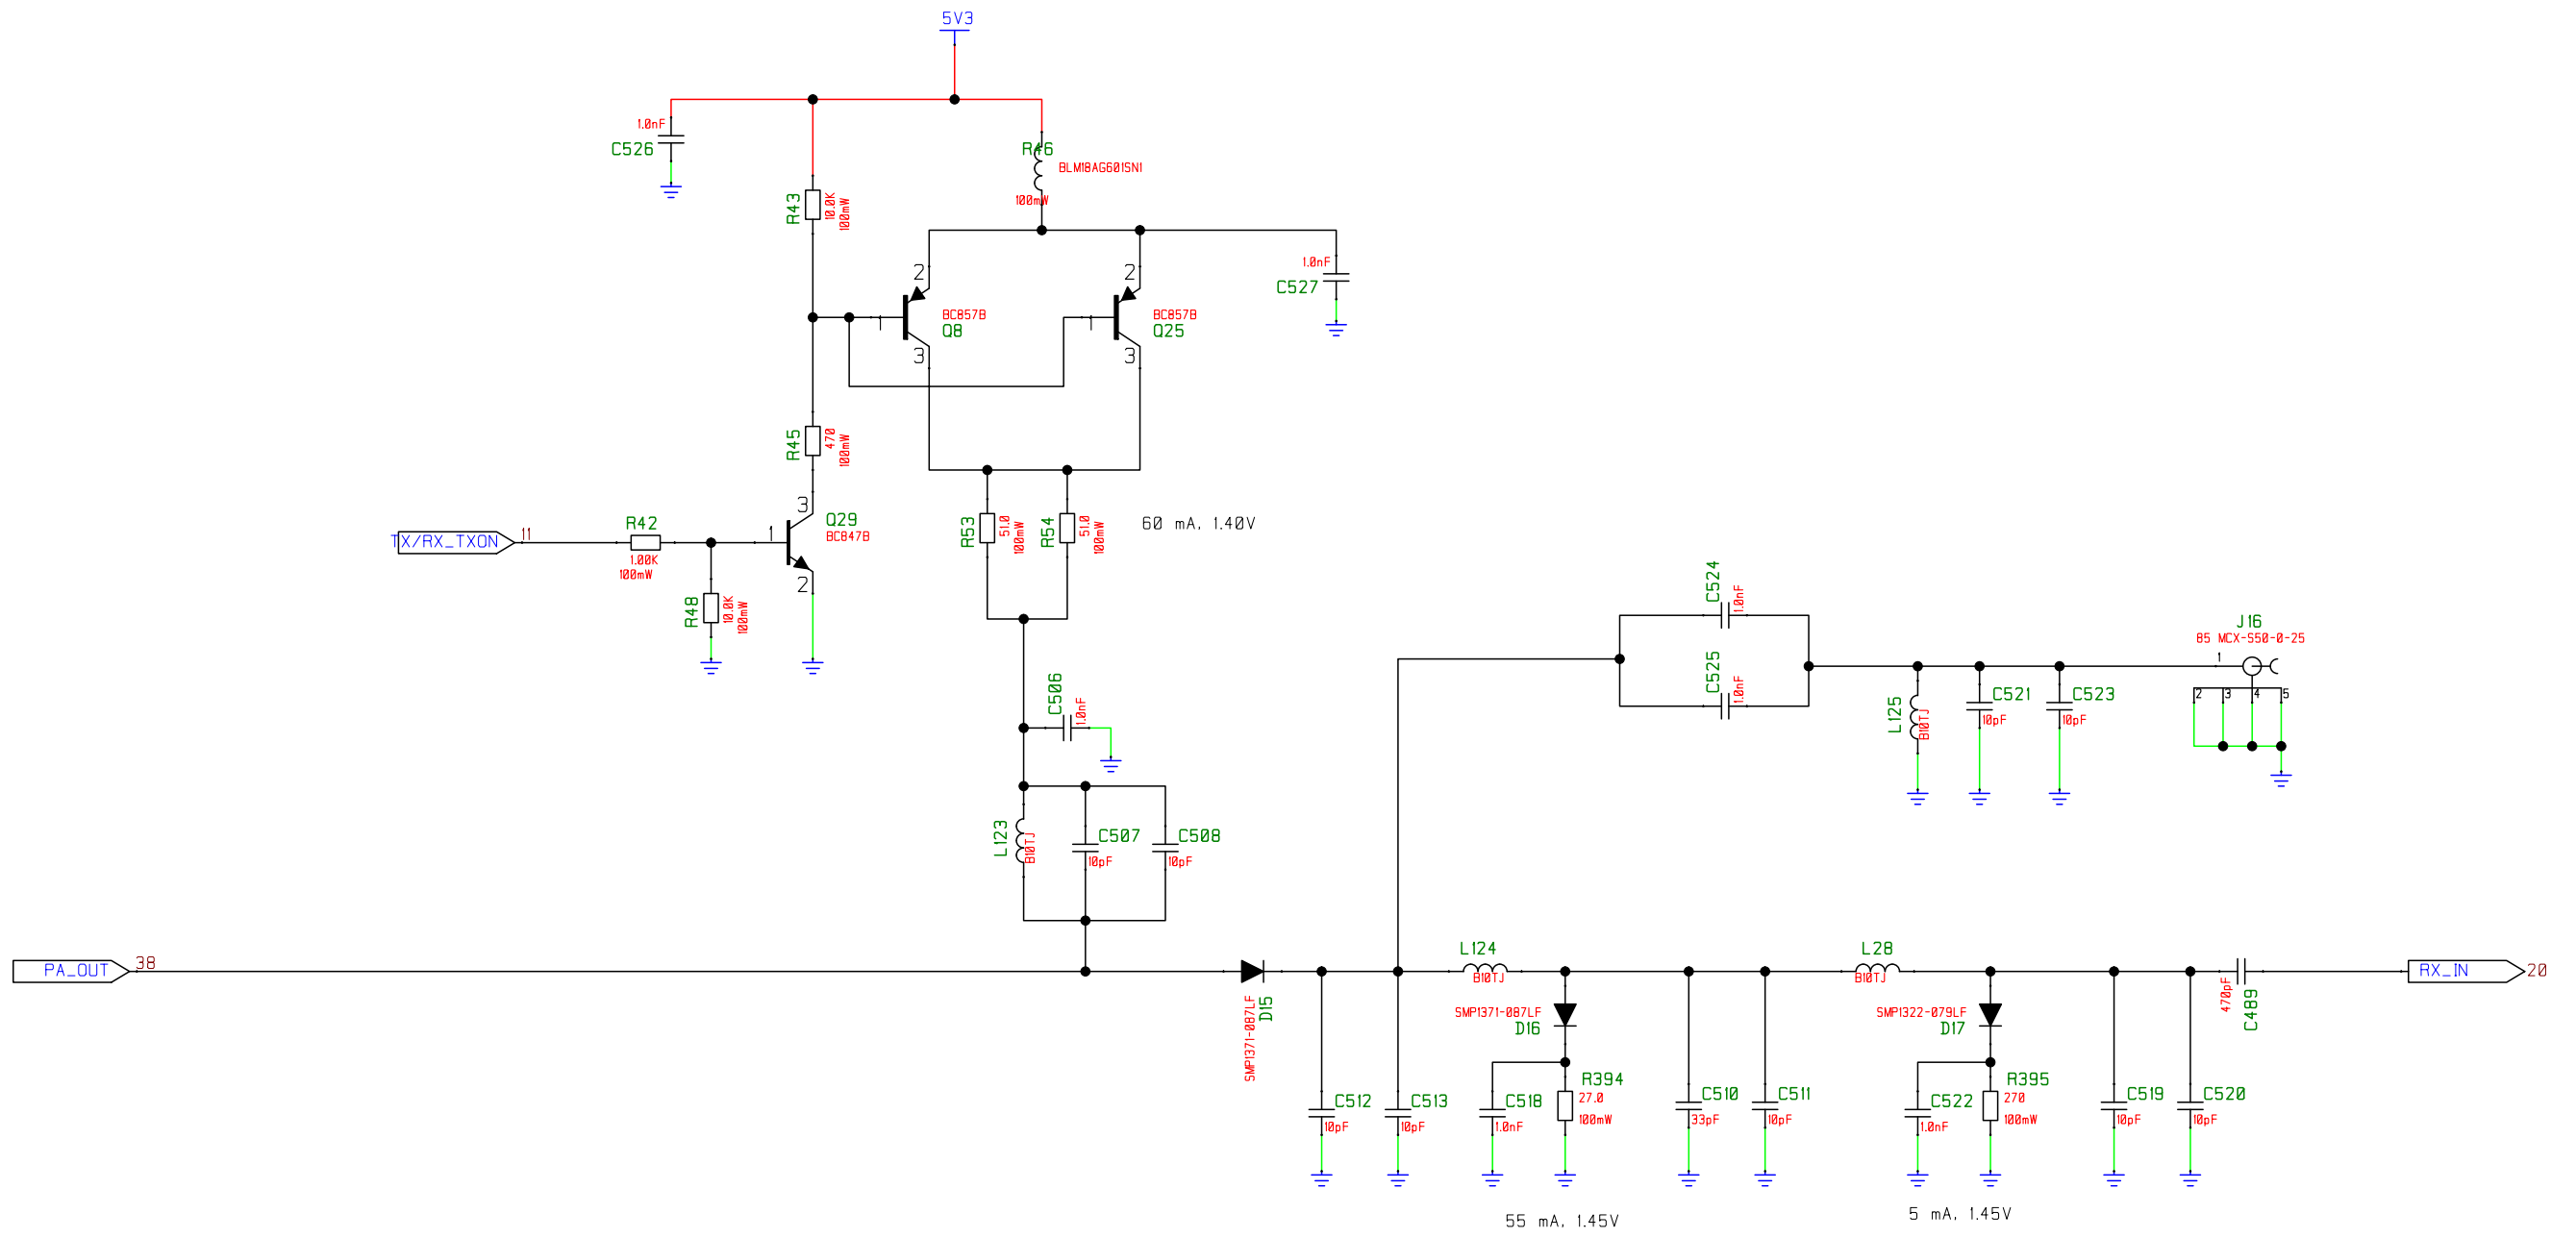 5V3
1.0nF
C526
R46
BLM18AG601SN1
100mW
R43
10.0K
100mW
2
1
BC857B
Q8
3
2
1
BC857B
Q25
3
1.0nF
C527
R45
470
100mW
TX/RX_TXON
11
R42
1.00K
100mW
R48
10.0K
100mW
3
1
Q29
BC847B
2
R53
51.0
100mW
R54
51.0
100mW
60 mA, 1.40V
C506
1.0nF
L123
B10TJ
C507
10pF
C508
10pF
C524
1.0nF
C525
1.0nF
L125
B10TJ
C521
10pF
C523
10pF
J16
85 MCX-S50-0-25
1
2
3
4
5
PA_OUT
38
SMP1371-087LF
D15
L124
B10TJ
L28
B10TJ
RX_IN
20
SMP1371-087LF
D16
SMP1322-079LF
D17
470pF
C489
C512
10pF
C513
10pF
C518
1.0nF
R394
27.0
100mW
C510
33pF
C511
10pF
C522
1.0nF
R395
270
100mW
C519
10pF
C520
10pF
55 mA, 1.45V
5 mA, 1.45V